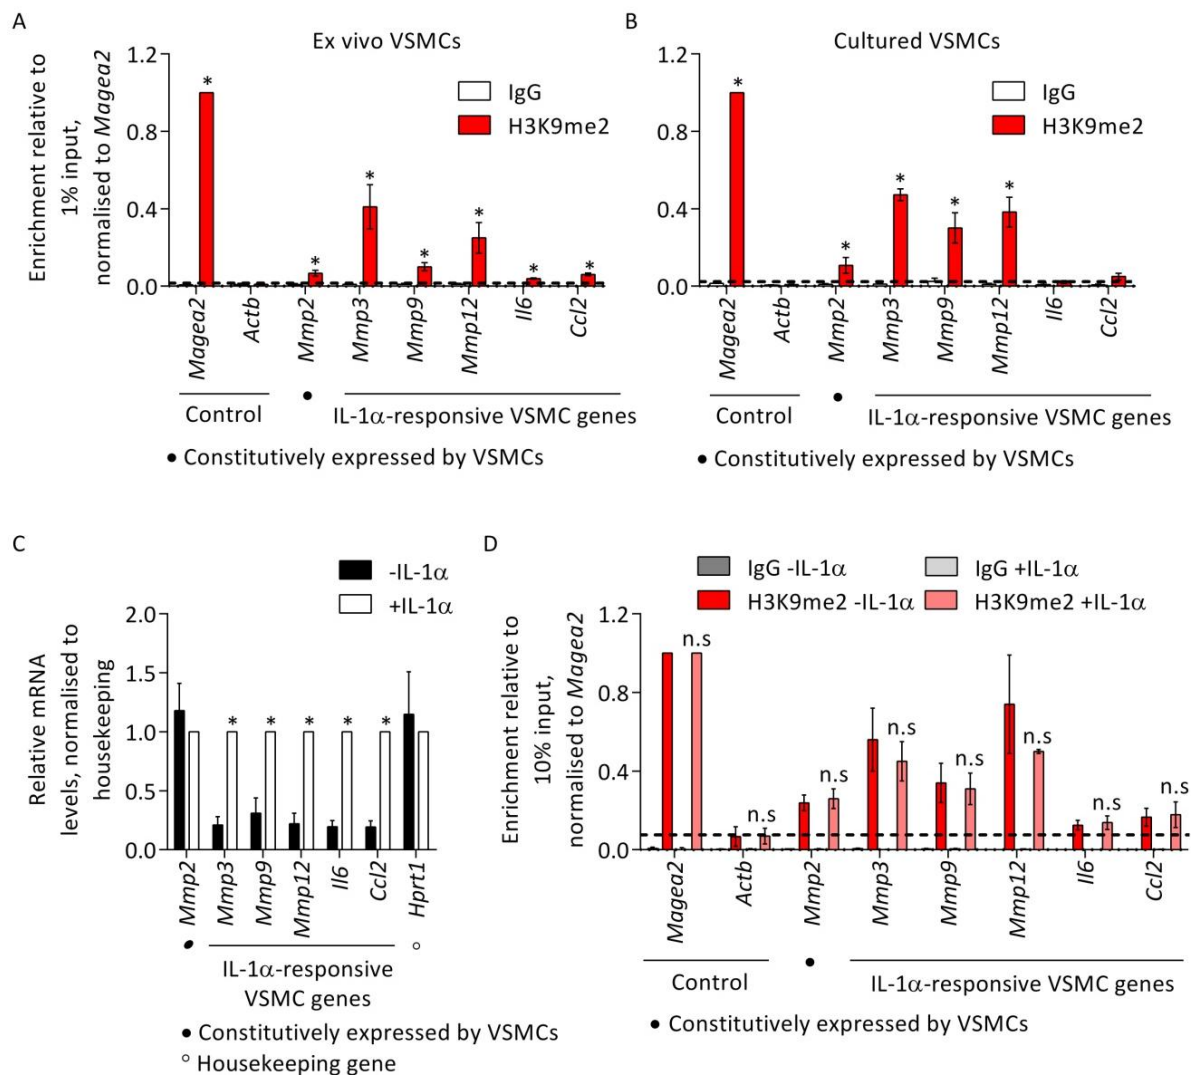 A
Ex vivo VSMCs
Enrichment relative to
1% input,
normalised to Magea2
1.2
0.8
0.4
0.0
IgG
H3K9me2
*
*
*
*
*
*
*
Magea2
Actb
Mmp2
Mmp3
Mmp9
Mmp12
Il6
Ccl2
Control
●
IL-1α-responsive VSMC genes
● Constitutively expressed by VSMCs
B
Cultured VSMCs
1.2
0.8
0.4
0.0
IgG
H3K9me2
*
*
*
*
*
Magea2
Actb
Mmp2
Mmp3
Mmp9
Mmp12
Il6
Ccl2
Control
●
IL-1α-responsive VSMC genes
● Constitutively expressed by VSMCs
C
-IL-1α
+IL-1α
Relative mRNA
levels, normalised to
housekeeping
2.0
1.5
1.0
0.5
0.0
* * * * *
Mmp2
Mmp3
Mmp9
Mmp12
Il6
Ccl2
Hprt1
●
○
IL-1α-responsive
VSMC genes
● Constitutively expressed by VSMCs
○ Housekeeping gene
D
IgG -IL-1α
IgG +IL-1α
H3K9me2 -IL-1α
H3K9me2 +IL-1α
Enrichment relative to
10% input,
normalised to Magea2
1.2
0.8
0.4
0.0
n.s
n.s
n.s
n.s
n.s
n.s
n.s
n.s
Magea2
Actb
Mmp2
Mmp3
Mmp9
Mmp12
Il6
Ccl2
Control
●
IL-1α-responsive VSMC genes
● Constitutively expressed by VSMCs